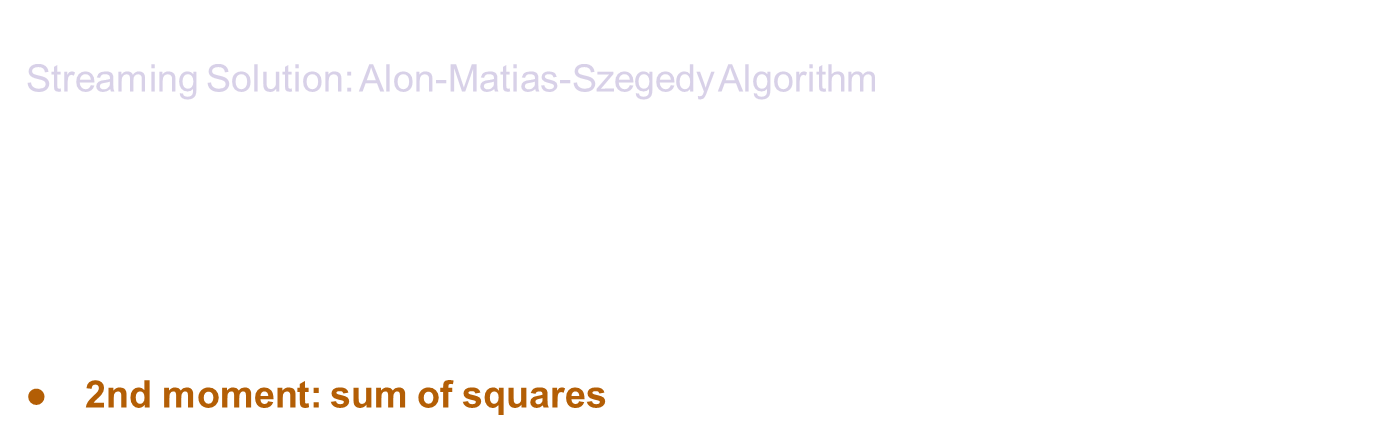 Streaming Solution: Alon-Matias-Szegedy Algorithm
● 2nd moment: sum of squares